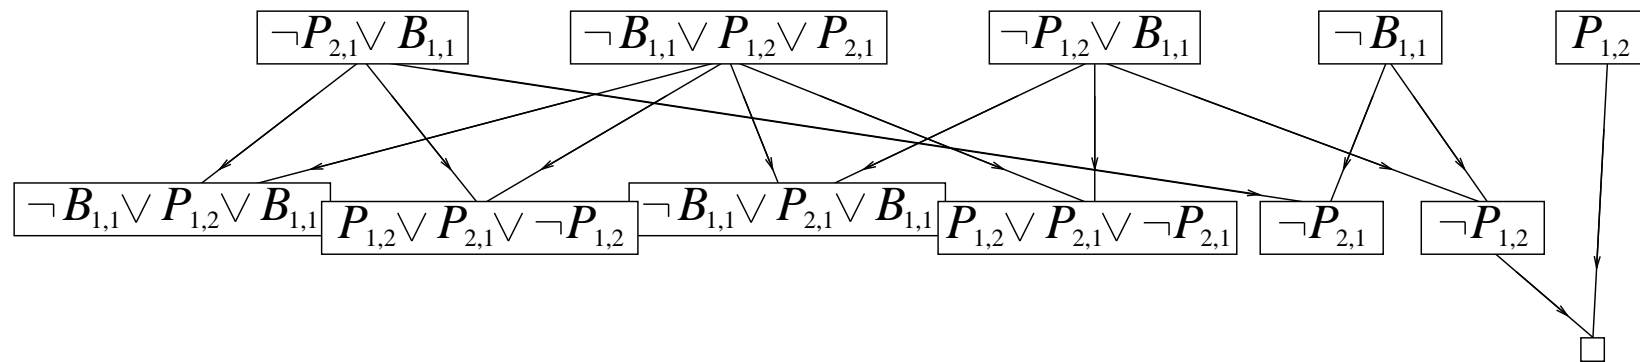 ¬P2,1 ∨ B1,1
¬B1,1 ∨ P1,2 ∨ P2,1
¬P1,2 ∨ B1,1
¬B1,1
P1,2
¬B1,1 ∨ P1,2 ∨ B1,1
P1,2 ∨ P2,1 ∨ ¬P1,2
¬B1,1 ∨ P2,1 ∨ B1,1
P1,2 ∨ P2,1 ∨ ¬P2,1
¬P2,1
¬P1,2